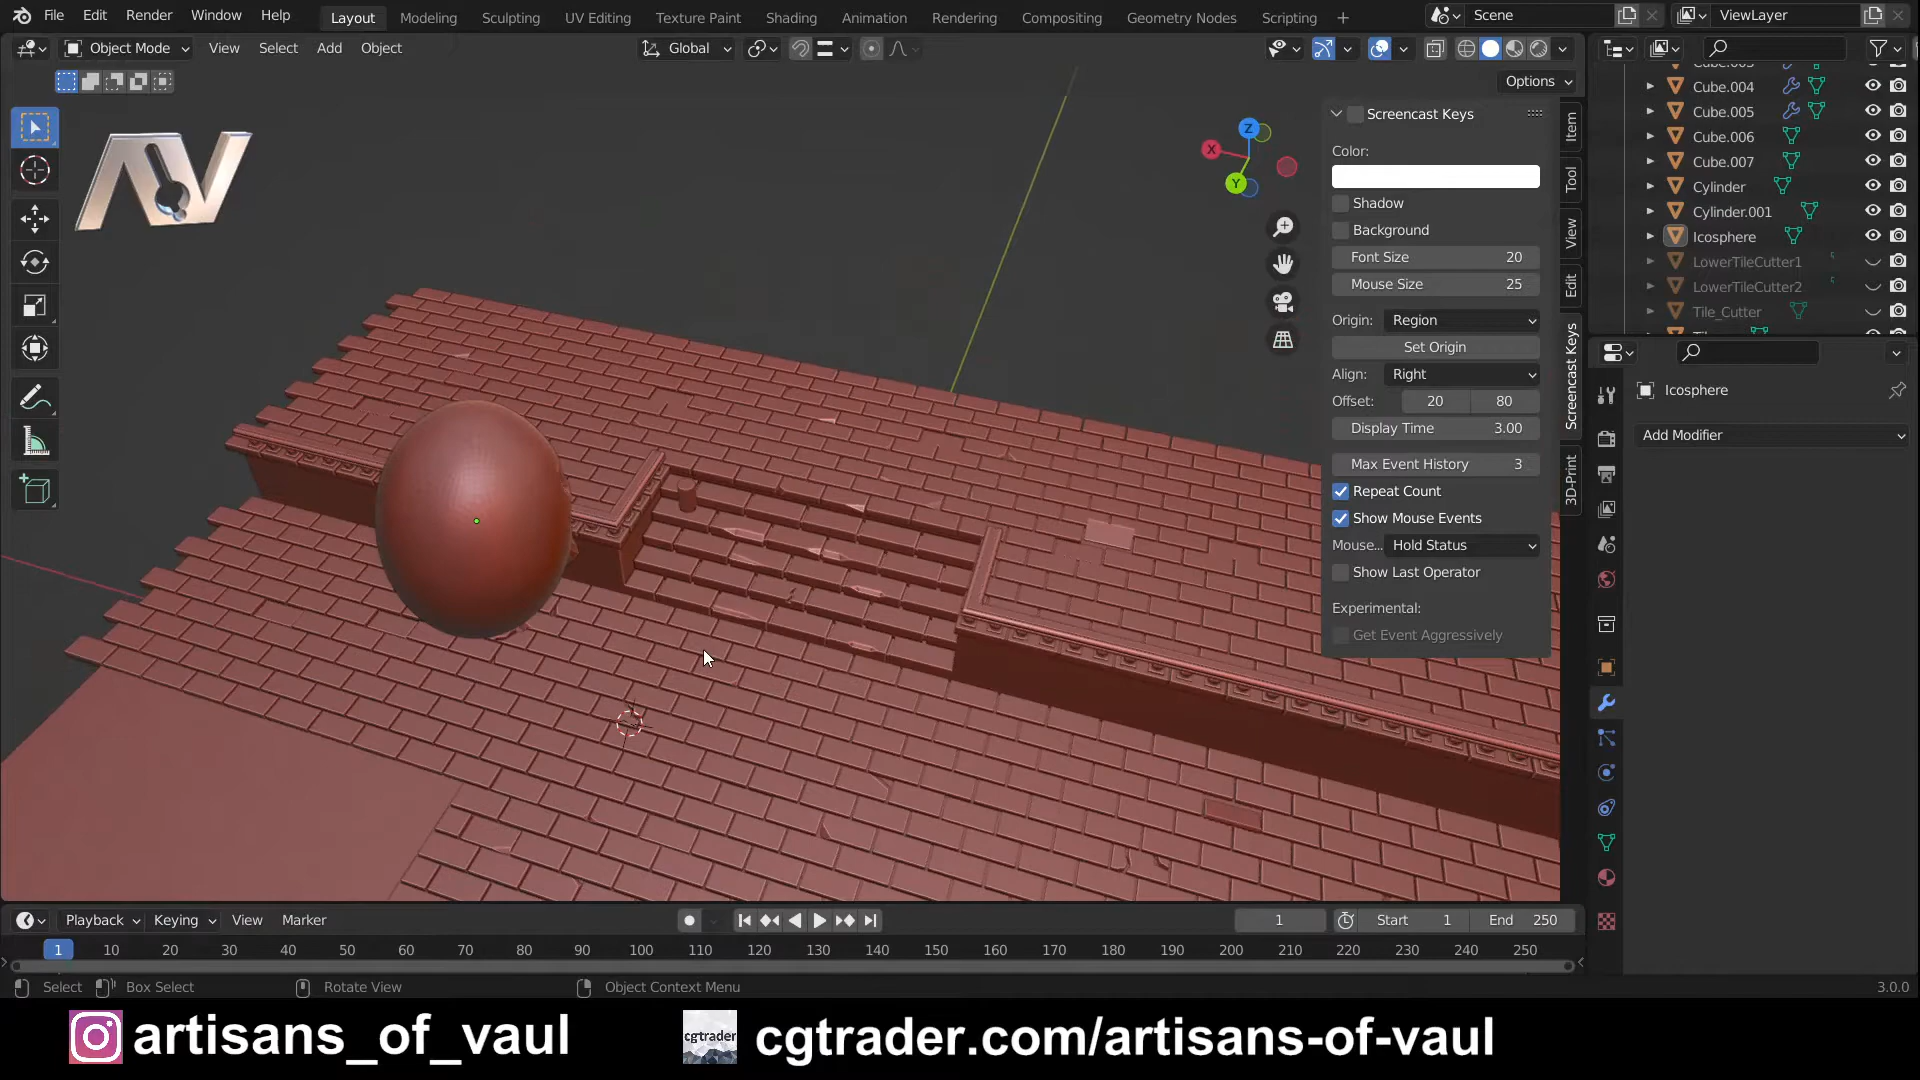 File Edit Render Window Help Layout Modeling Sculpting UV Editing Texture Paint Shading Animation Rendering Compositing Geometry Nodes Scripting Scene ViewLayer
Object Mode View Select Add Object Global
Options
Screencast Keys
Color:
Shadow
Background
Font Size 20
Mouse Size 25
Origin: Region
Set Origin
Align: Right
Offset: 20 80
Display Time 3.00
Max Event History 3
Repeat Count
Show Mouse Events
Mouse... Hold Status
Show Last Operator
Experimental:
Get Event Aggressively
Item
Tool
View
Edit
Screencast Keys
3D-Print
X
Y
Z
AV
Cube.004
Cube.005
Cube.006
Cube.007
Cylinder
Cylinder.001
Icosphere
LowerTileCutter1
LowerTileCutter2
Tile_Cutter
Icosphere
Add Modifier
Playback Keying View Marker 1 Start 1 End 250
1 10 20 30 40 50 60 70 80 90 100 110 120 130 140 150 160 170 180 190 200 210 220 230 240 250
Select Box Select Rotate View Object Context Menu 3.0.0
artisans_of_vaul cgtrader cgtrader.com/artisans-of-vaul